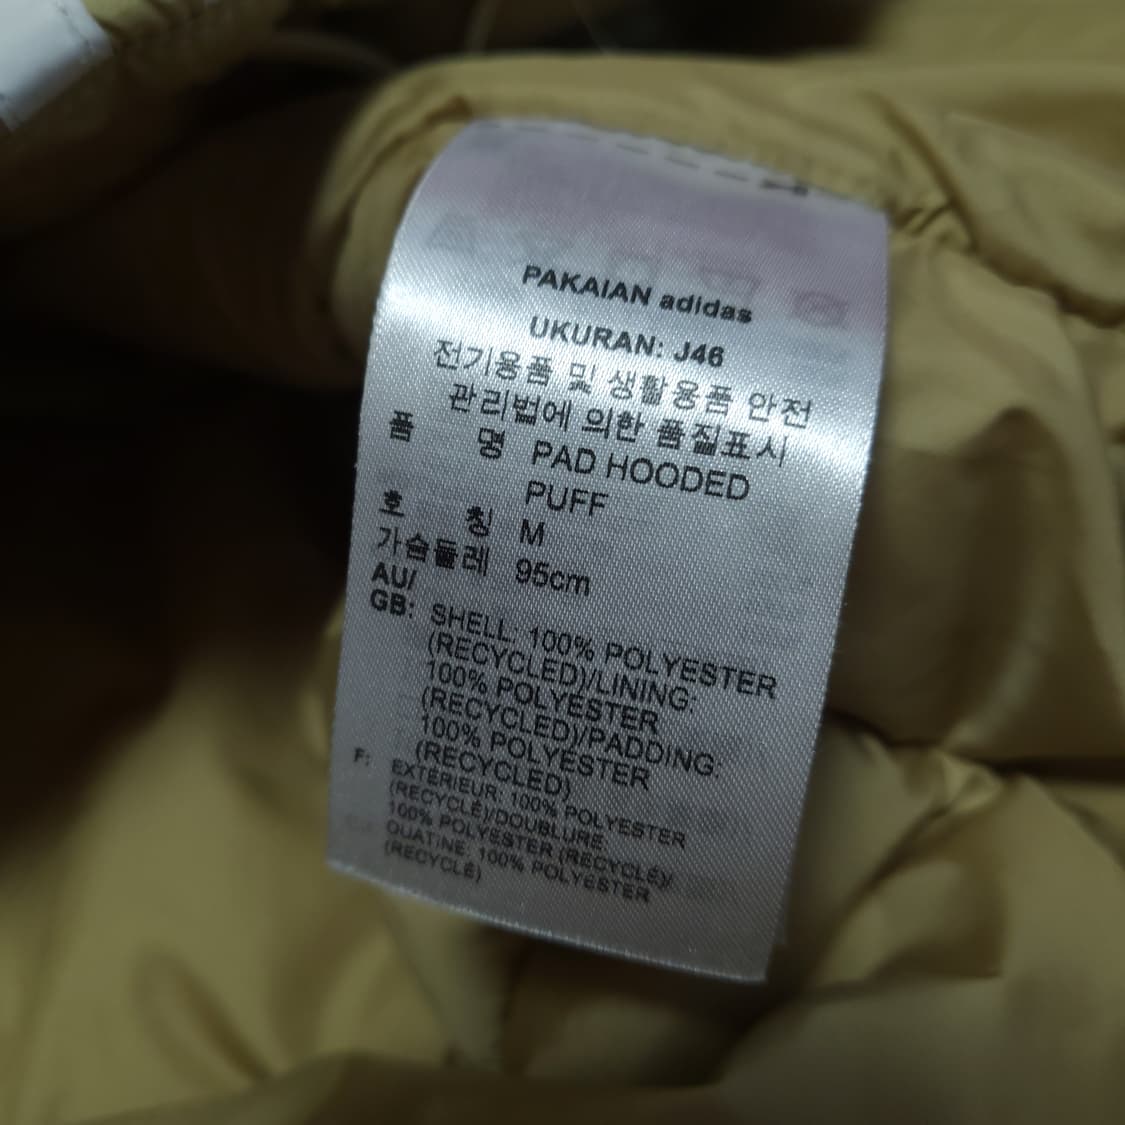 PAKAIAN adidas
UKURAN: J46
전기용품 및 생활용품 안전
관리법에 의한 품질표시
품 명 PAD HOODED
PUFF
호 칭 M
가슴둘레 95cm
AU/
GB: SHELL: 100% POLYESTER
(RECYCLED)/LINING:
100% POLYESTER
(RECYCLED)/PADDING:
100% POLYESTER
(RECYCLED)
F: EXTÉRIEUR: 100% POLYESTER
(RECYCLÉ)/DOUBLURE
100% POLYESTER (RECYCLÉ)/
OUATINE: 100% POLYESTER
(RECYCLÉ)